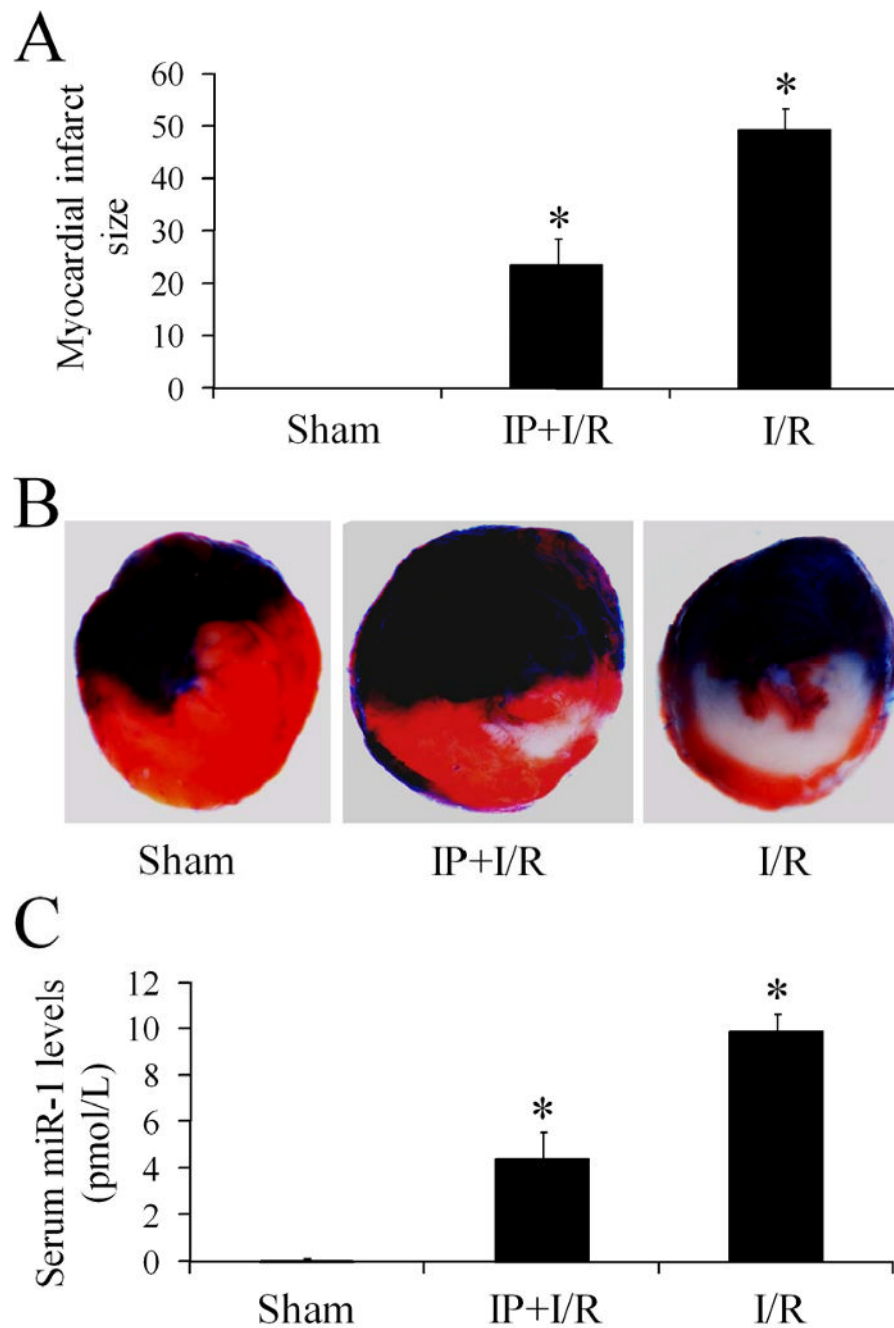 A
Myocardial infarct
size
60
50
40
30
20
10
0
*
*
Sham IP+I/R I/R
B
Sham IP+I/R I/R
C
Serum miR-1 levels
(pmol/L)
12
10
8
6
4
2
0
*
*
Sham IP+I/R I/R